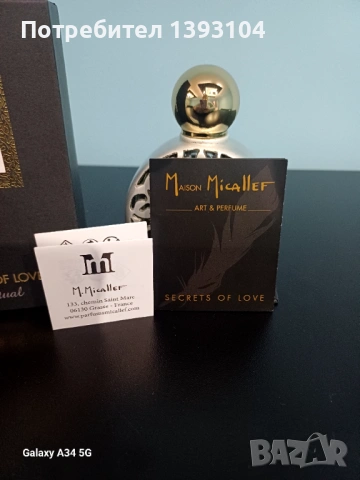 Потребител 1393104
MAISON MICALLEF
ART & PERFUME
SECRETS OF LOVE
OF LOVE
M
M. Micallef
133, chemin Saint Marc
06130 Grasse - France
www.parfumsmicallef.com
Galaxy A34 5G
BAZAR